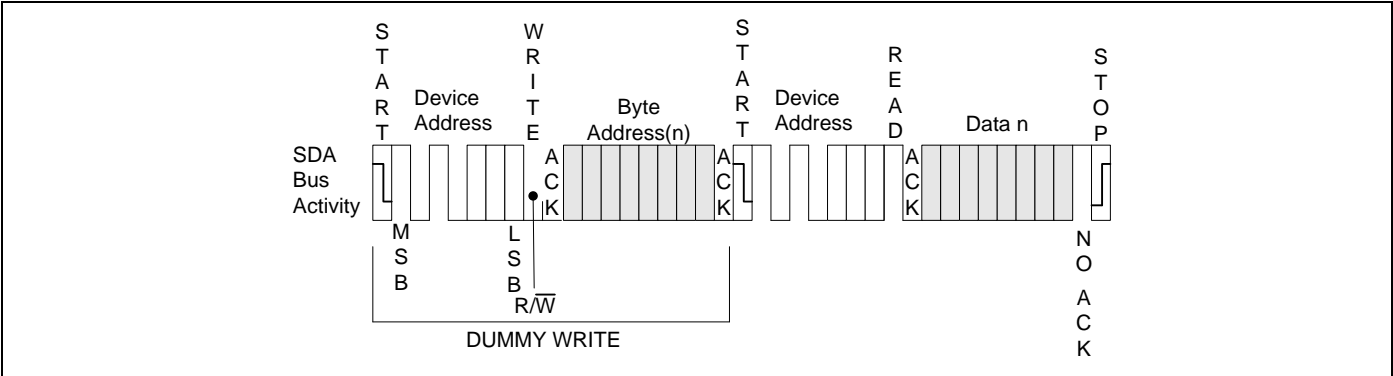 START
WRITE
START
READ
STOP
Device
Address
Byte
Address(n)
Device
Address
Data n
SDA
Bus
Activity
ACK
ACK
ACK
MSB
LSB
R/W̅
NO ACK
DUMMY WRITE